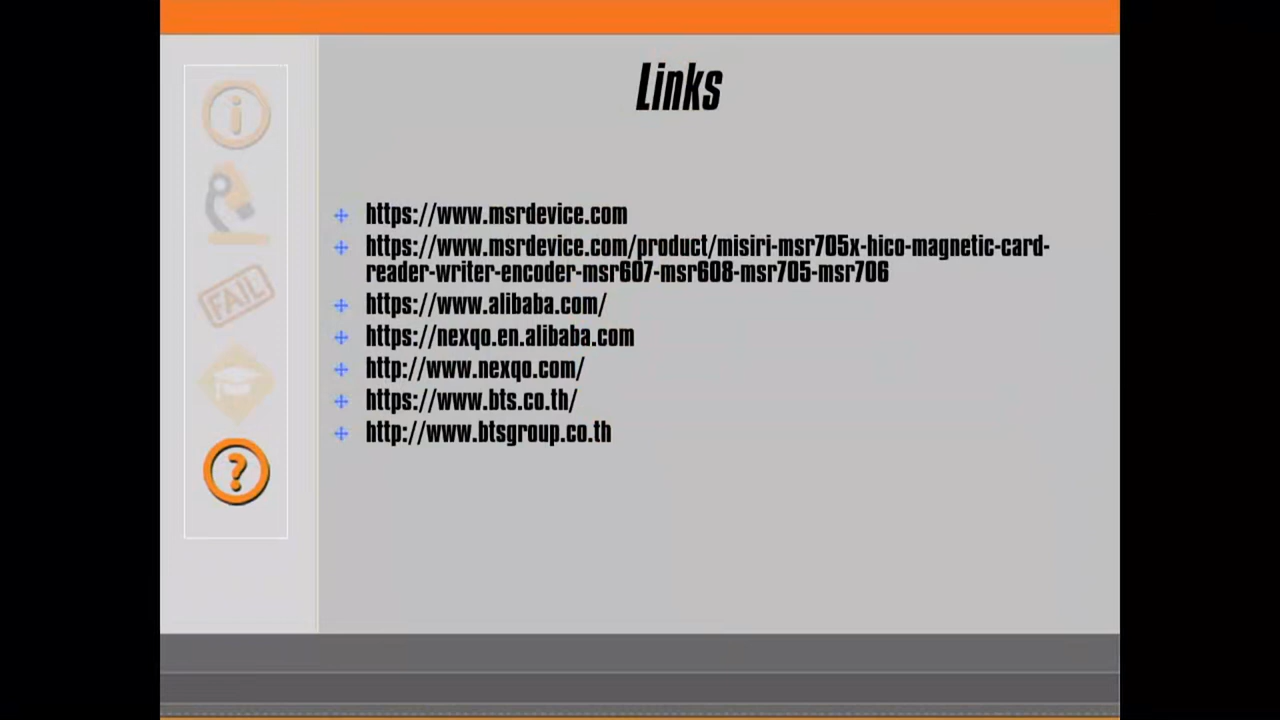 Links
https://www.msrdevice.com
https://www.msrdevice.com/product/misiri-msr705x-hico-magnetic-card-
reader-writer-encoder-msr607-msr608-msr705-msr706
https://www.alibaba.com/
FAIL
https://nexqo.en.alibaba.com
http://www.nexqo.com/
https://www.bts.co.th/
http://www.btsgroup.co.th